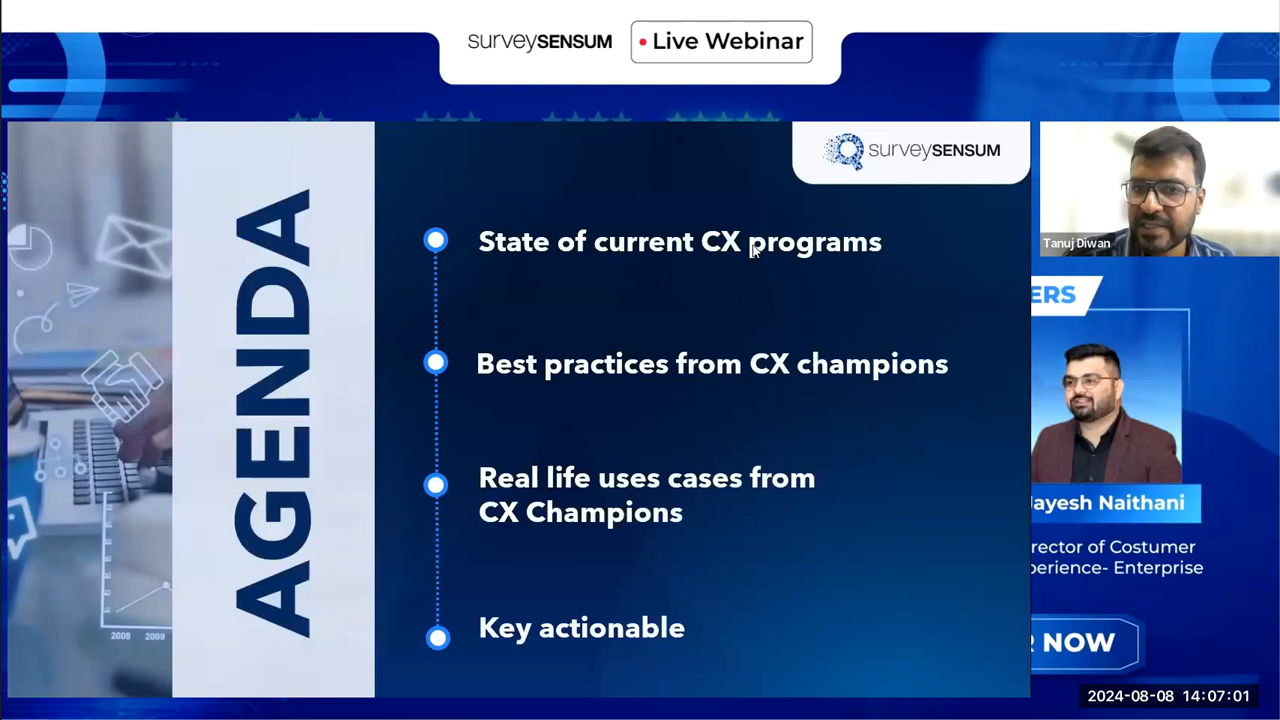 surveySENSUM
Live Webinar
surveySENSUM
AGENDA
State of current CX programs
Best practices from CX champions
Real life uses cases from
CX Champions
Key actionable
2008 2009
Tanuj Diwan
ERS
Jayesh Naithani
rector of Costumer
perience- Enterprise
R NOW
2024-08-08 14:07:01